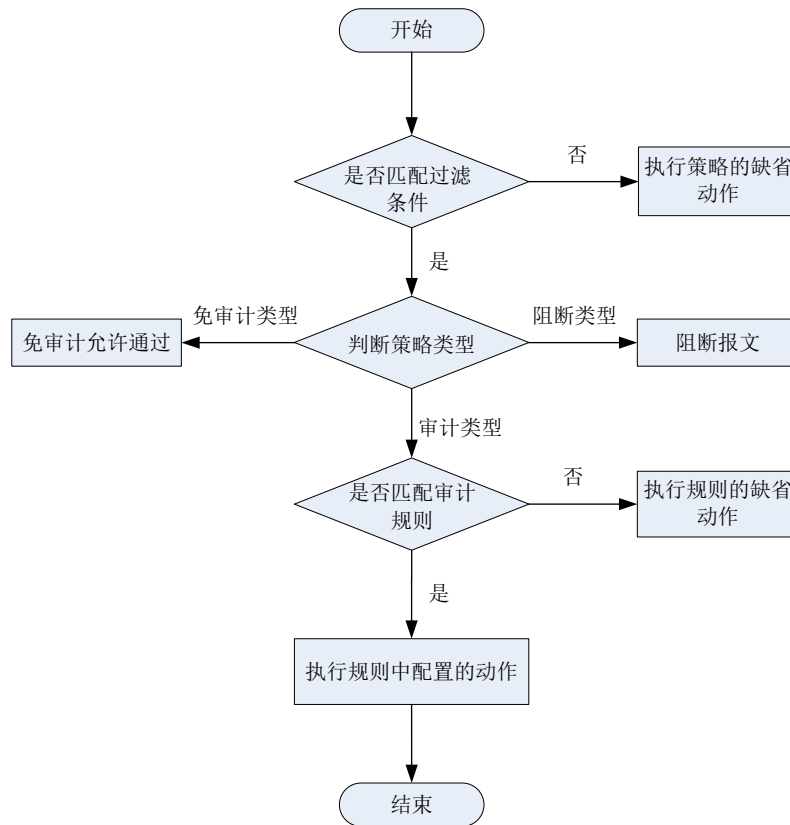 开始
是否匹配过滤
条件
否
执行策略的缺省
动作
是
免审计类型
阻断类型
免审计允许通过
判断策略类型
阻断报文
审计类型
是否匹配审计
规则
否
执行规则的缺省
动作
是
执行规则中配置的动作
结束